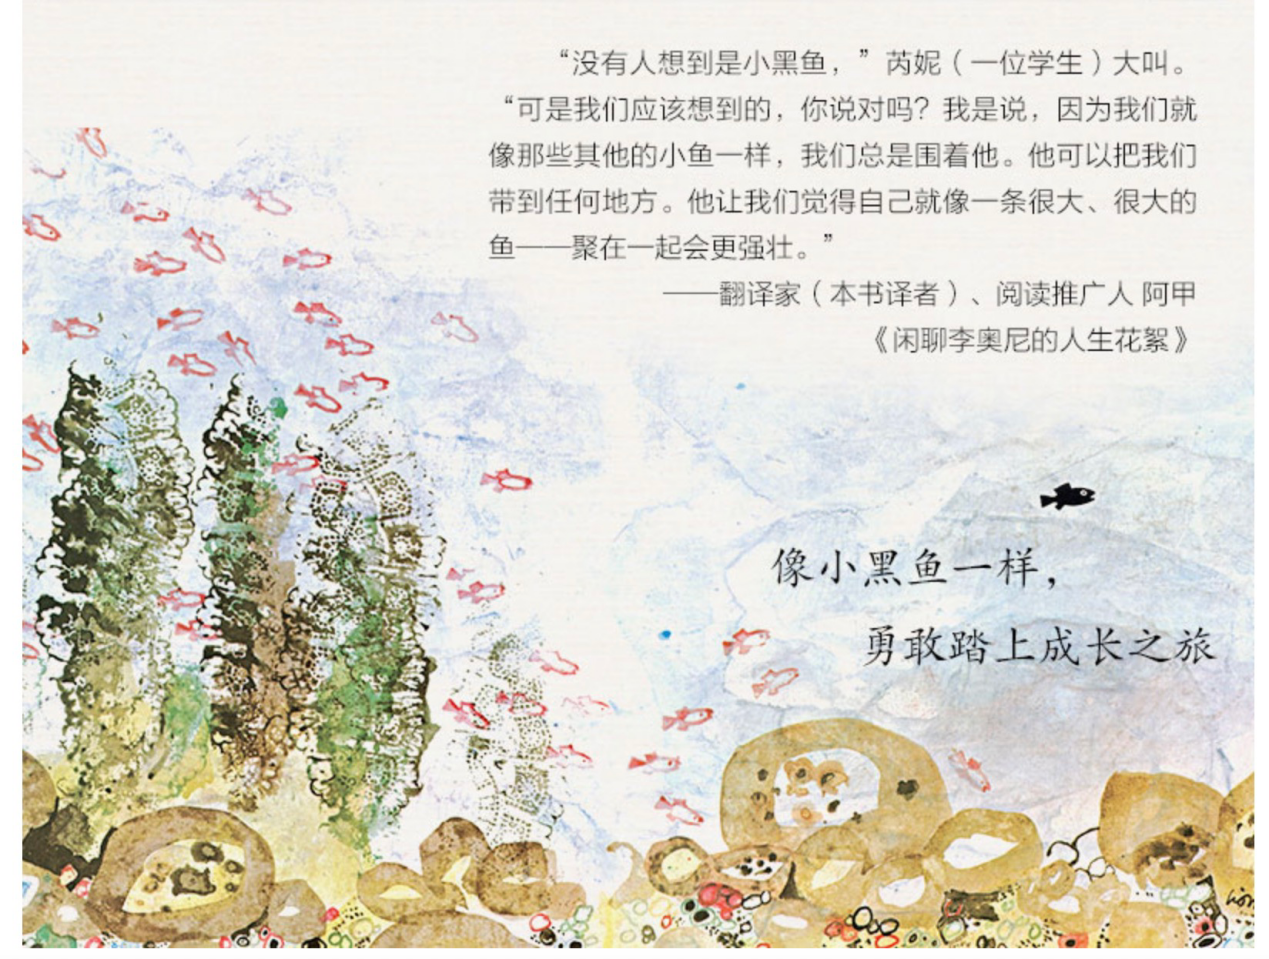 “没有人想到是小黑鱼，”芮妮（一位学生）大叫。
“可是我们应该想到的，你说对吗？我是说，因为我们就
像那些其他的小鱼一样，我们总是围着他。他可以把我们
带到任何地方。他让我们觉得自己就像一条很大、很大的
鱼——聚在一起会更强壮。”
——翻译家（本书译者）、阅读推广人 阿甲
《闲聊李奥尼的人生花絮》
像小黑鱼一样，
勇敢踏上成长之旅